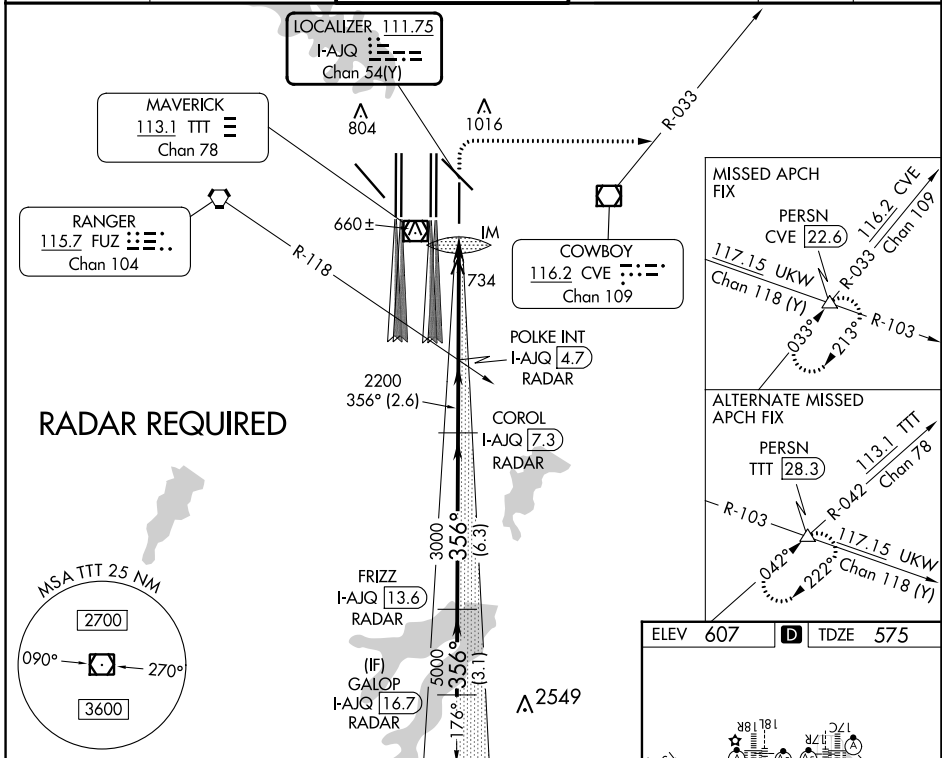 LOCALIZER 111.75
I-AJQ
Chan 54(Y)
MAVERICK
113.1 TTT
Chan 78
804
1016
R-033
RANGER
115.7 FUZ
Chan 104
660±
IM
R-118
734
COWBOY
116.2 CVE
Chan 109
MISSED APCH
FIX
PERSN
CVE 22.6
116.2 CVE
Chan 109
R-033
117.15 UKW
Chan 118 (Y)
R-103
033°
213°
POLKE INT
I-AJQ 4.7
RADAR
2200
356° (2.6)
RADAR REQUIRED
COROL
I-AJQ 7.3
RADAR
ALTERNATE MISSED
APCH FIX
PERSN
TTT 28.3
113.1 TTT
Chan 78
R-042
R-103
117.15 UKW
Chan 118 (Y)
042°
222°
3000
356°
(6.3)
FRIZZ
I-AJQ 13.6
RADAR
MSA TTT 25 NM
2700
090°
270°
3600
5000
356°
(3.1)
(IF)
GALOP
I-AJQ 16.7
RADAR
176°
2549
ELEV 607
D
TDZE 575
18R
18L
17R
17C
A